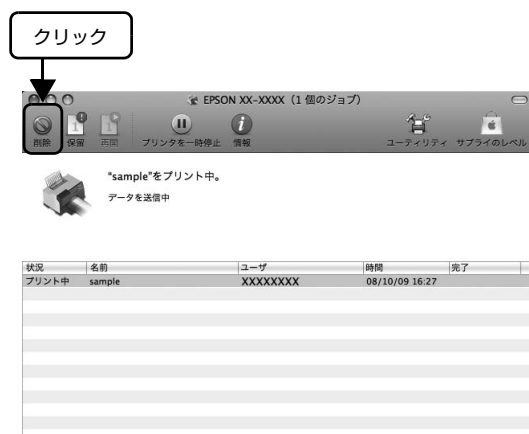 クリック
EPSON XX-XXXX（1 個のジョブ）
削除 保留 再開 プリンタを一時停止 情報 ユーティリティ サプライのレベル
"sample"をプリント中。
データを送信中
状況 名前 ユーザ 時間 完了
プリント中 sample XXXXXXXX 08/10/09 16:27